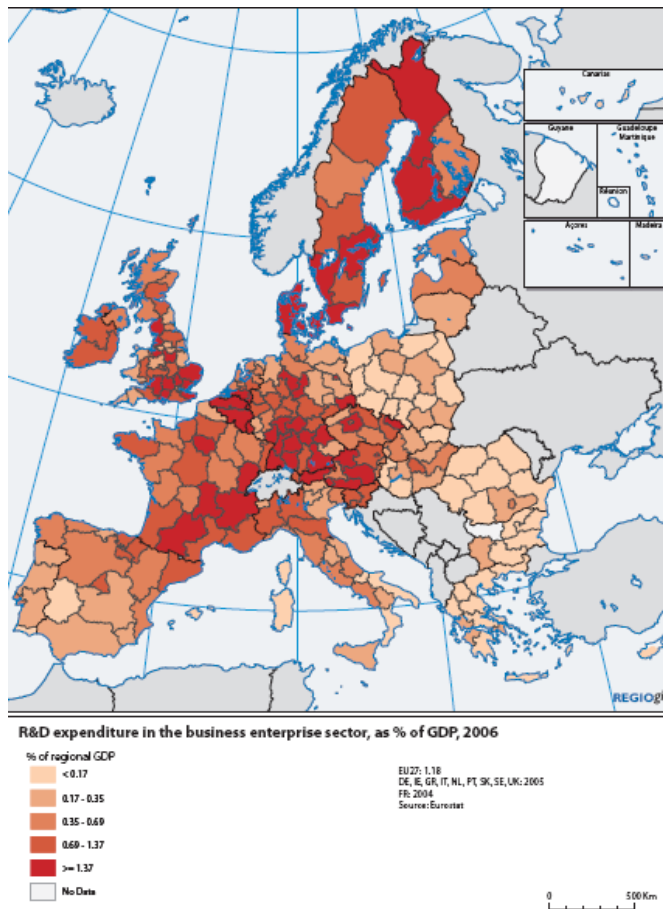 Canarias
Guyane
Guadeloupe
Martinique
Réunion
Açores
Madeira
REGIOgi
R&D expenditure in the business enterprise sector, as % of GDP, 2006
% of regional GDP
< 0.17
0.17 - 0.35
0.35 - 0.69
0.69 - 1.37
>= 1.37
No Data
EU27: 1.18
DE, IE, GR, IT, NL, PT, SK, SE, UK: 2005
FR: 2004
Source: Eurostat
0 500 Km